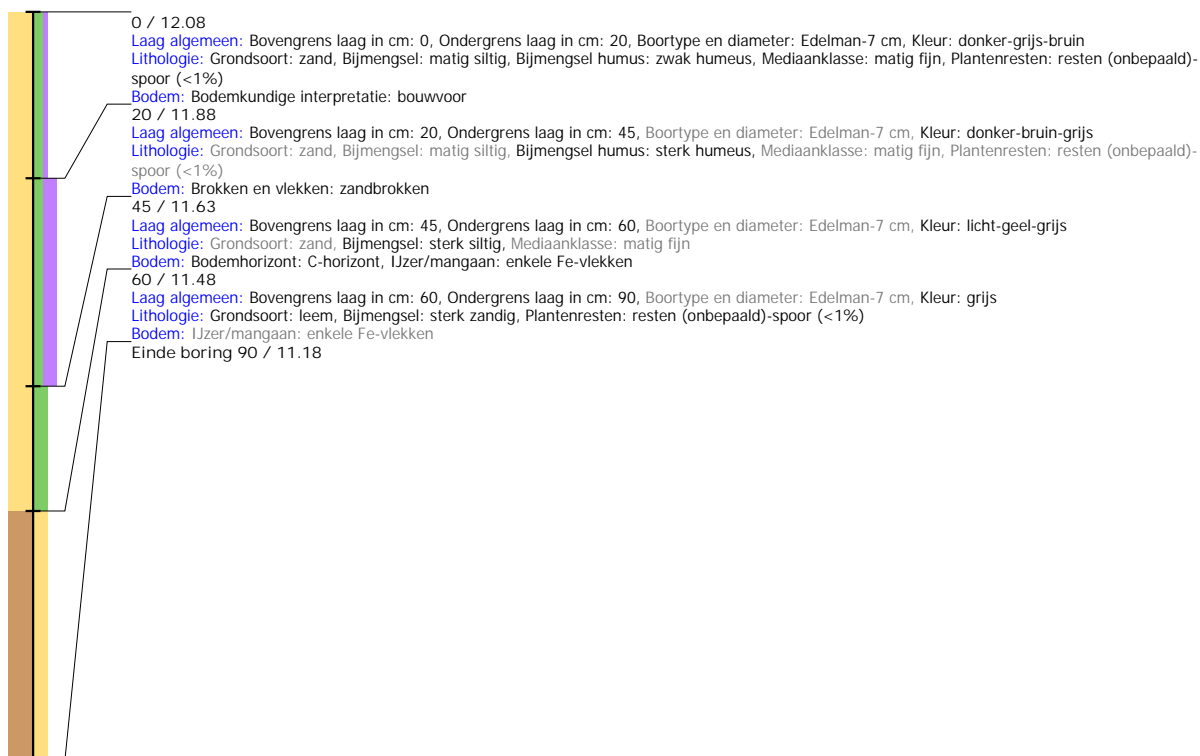 0 / 12.08
Laag algemeen: Bovengrens laag in cm: 0, Ondergrens laag in cm: 20, Boortype en diameter: Edelman-7 cm, Kleur: donker-grijs-bruin
Lithologie: Grondsoort: zand, Bijmengsel: matig siltig, Bijmengsel humus: zwak humeus, Mediaanklasse: matig fijn, Plantenresten: resten (onbepaald)-
spoor (<1%)
Bodem: Bodemkundige interpretatie: bouwvoor
20 / 11.88
Laag algemeen: Bovengrens laag in cm: 20, Ondergrens laag in cm: 45, Boortype en diameter: Edelman-7 cm, Kleur: donker-bruin-grijs
Lithologie: Grondsoort: zand, Bijmengsel: matig siltig, Bijmengsel humus: sterk humeus, Mediaanklasse: matig fijn, Plantenresten: resten (onbepaald)-
spoor (<1%)
Bodem: Brokken en vlekken: zandbrokken
45 / 11.63
Laag algemeen: Bovengrens laag in cm: 45, Ondergrens laag in cm: 60, Boortype en diameter: Edelman-7 cm, Kleur: licht-geel-grijs
Lithologie: Grondsoort: zand, Bijmengsel: sterk siltig, Mediaanklasse: matig fijn
Bodem: Bodemhorizont: C-horizont, IJzer/mangaan: enkele Fe-vlekken
60 / 11.48
Laag algemeen: Bovengrens laag in cm: 60, Ondergrens laag in cm: 90, Boortype en diameter: Edelman-7 cm, Kleur: grijs
Lithologie: Grondsoort: leem, Bijmengsel: sterk zandig, Plantenresten: resten (onbepaald)-spoor (<1%)
Bodem: IJzer/mangaan: enkele Fe-vlekken
Einde boring 90 / 11.18